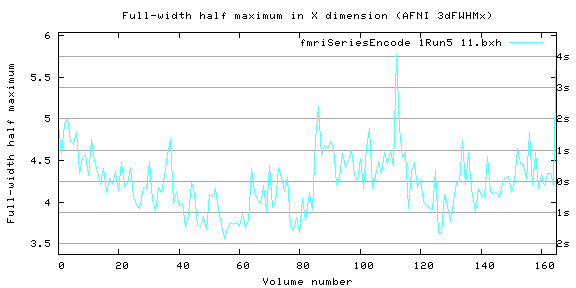 Full-width half maximum in X dimension (AFNI 3dFWHMx)
fmriSeriesEncode 1Run5 11.bxh
Full-width half maximum
6
5.5
5
4.5
4
3.5
4s
3s
2s
1s
0s
1s
2s
0 20 40 60 80 100 120 140 160
Volume number